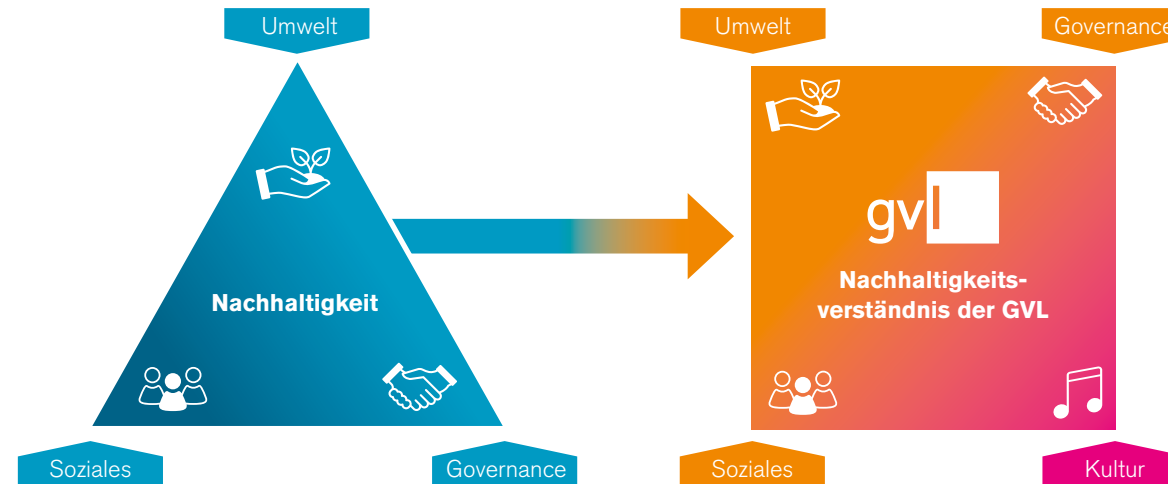 Umwelt
Umwelt
Governance
gvl
Nachhaltigkeit
Nachhaltigkeits-
verständnis der GVL
Soziales
Governance
Soziales
Kultur